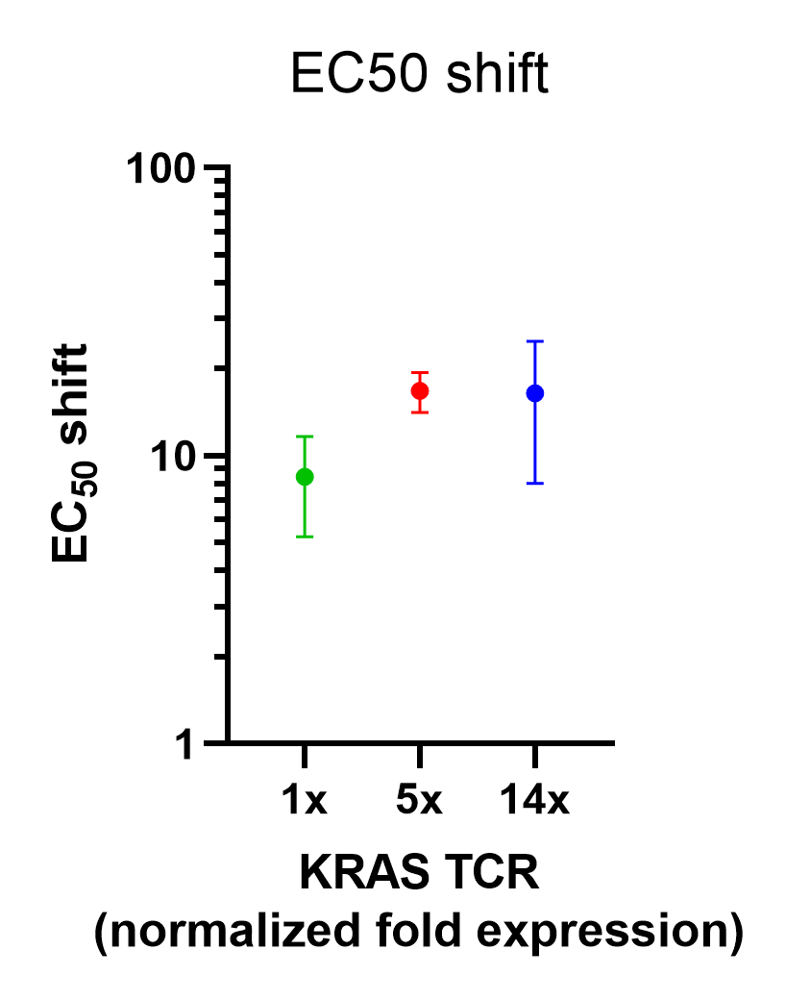 EC50 shift
100
10
1
EC₅₀ shift
1x 5x 14x
KRAS TCR
(normalized fold expression)